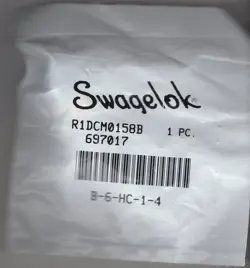 Swagelok
R1DCM0158B 1 PC.
697017
B-6-HC-1-4